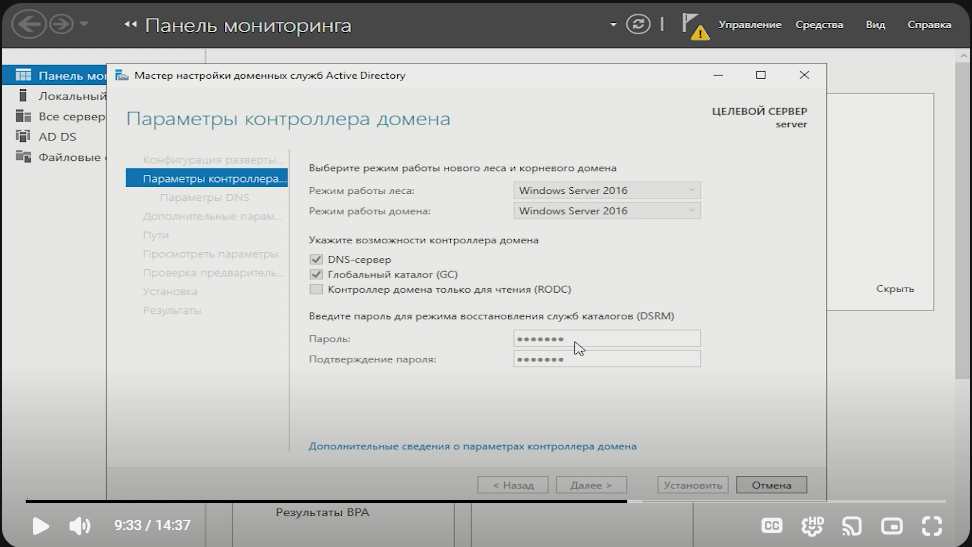 Панель мониторинга
Управление Средства Вид Справка
Панель мо
Локальный
Все сервер
AD DS
Файловые
Мастер настройки доменных служб Active Directory
Параметры контроллера домена
ЦЕЛЕВОЙ СЕРВЕР
server
Конфигурация разверты...
Параметры контроллера...
Параметры DNS
Дополнительные парам...
Пути
Просмотреть параметры
Проверка предваритель...
Установка
Результаты
Выберите режим работы нового леса и корневого домена
Режим работы леса: Windows Server 2016
Режим работы домена: Windows Server 2016
Укажите возможности контроллера домена
DNS-сервер
Глобальный каталог (GC)
Контроллер домена только для чтения (RODC)
Введите пароль для режима восстановления служб каталогов (DSRM)
Пароль: •••••••
Подтверждение пароля: •••••••
Дополнительные сведения о параметрах контроллера домена
< Назад Далее > Установить Отмена
Скрыть
Результаты BPA
9:33 / 14:37
CC HD